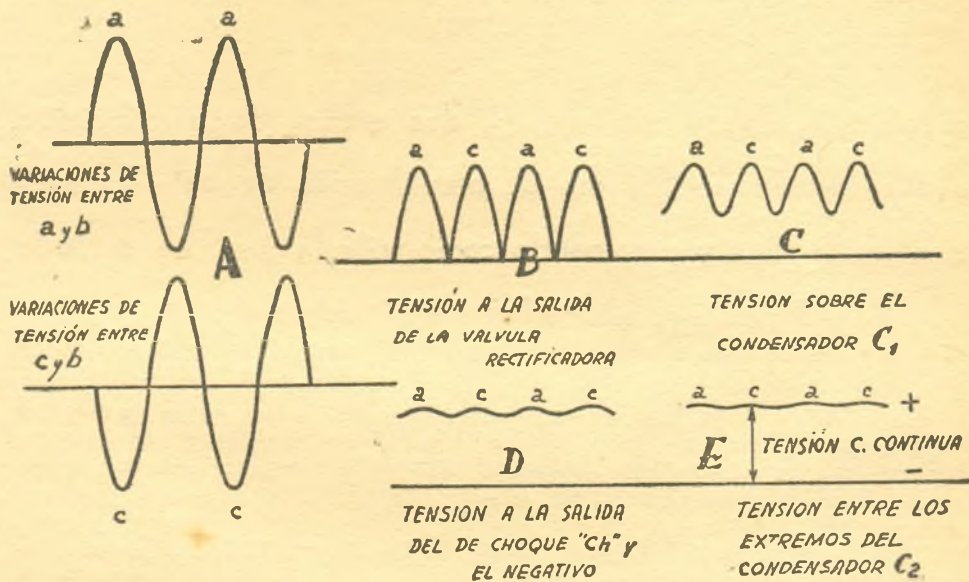 a a
VARIACIONES DE
TENSIÓN ENTRE
a y b
A
VARIACIONES DE
TENSIÓN ENTRE
c y b
c c
a c a c
B
TENSIÓN A LA SALIDA
DE LA VALVULA
RECTIFICADORA
a c a c
C
TENSION SOBRE EL
CONDENSADOR C1
a c a c
D
TENSION A LA SALIDA
DEL DE CHOQUE "Ch" y
EL NEGATIVO
a c a c
+
E TENSIÓN C. CONTINUA
-
TENSION ENTRE LOS
EXTREMOS DEL
CONDENSADOR C2